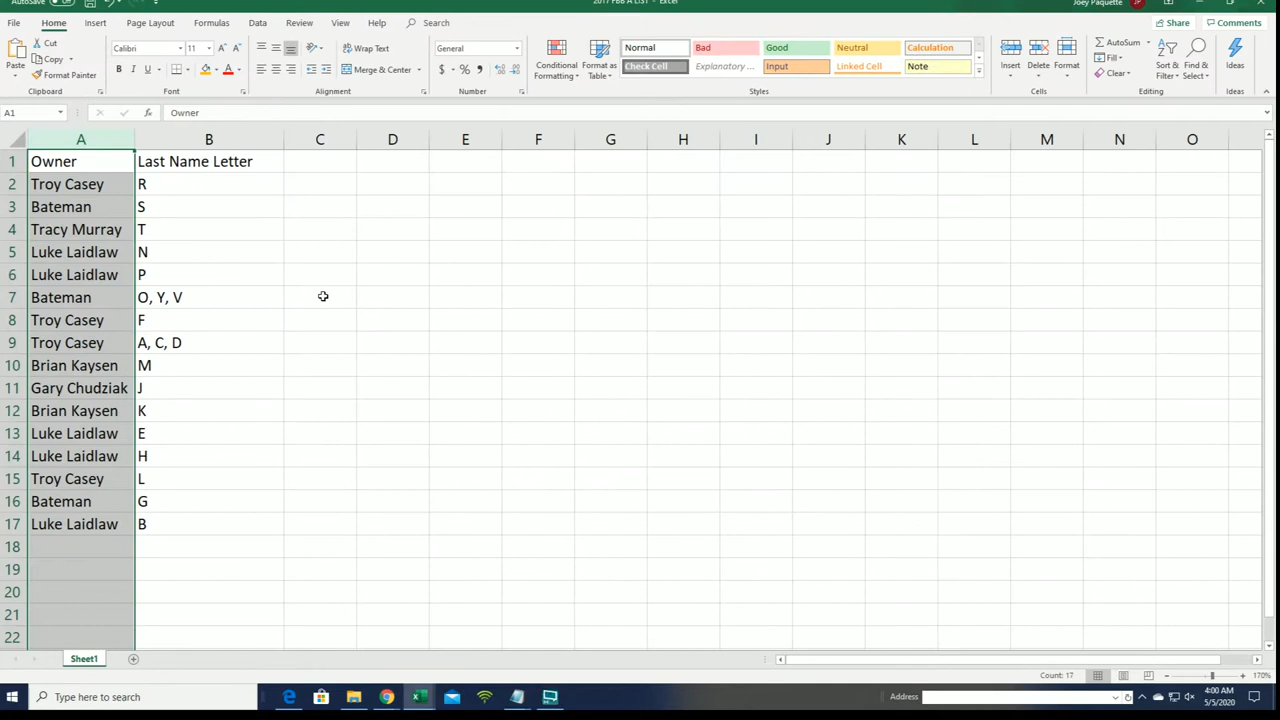 AutoSave Off 2017 FBB A LIST - Excel Joey Paquette JP
File Home Insert Page Layout Formulas Data Review View Help Search Share Comments
Paste Cut Copy Format Painter Clipboard
Calibri 11 B I U A A Font
Wrap Text Merge & Center Alignment
General $ % , Number
Conditional Formatting Format as Table
Normal Bad Good Neutral Calculation
Check Cell Explanatory ... Input Linked Cell Note
Styles
Insert Delete Format Cells
AutoSum Fill Clear Sort & Filter Find & Select Editing
Ideas Ideas
A1 fx Owner
A B C D E F G H I J K L M N O
1 Owner Last Name Letter
2 Troy Casey R
3 Bateman S
4 Tracy Murray T
5 Luke Laidlaw N
6 Luke Laidlaw P
7 Bateman O, Y, V
8 Troy Casey F
9 Troy Casey A, C, D
10 Brian Kaysen M
11 Gary Chudziak J
12 Brian Kaysen K
13 Luke Laidlaw E
14 Luke Laidlaw H
15 Troy Casey L
16 Bateman G
17 Luke Laidlaw B
18
19
20
21
22
Sheet1
Count: 17 170%
Type here to search Address 4:00 AM
5/5/2020